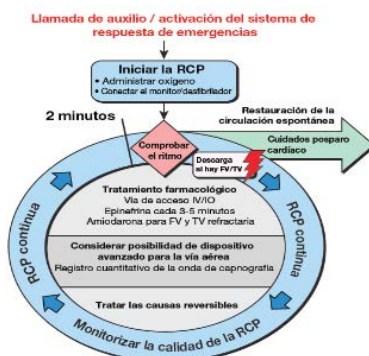 Llamada de auxilio / activación del sistema de
respuesta de emergencias
Iniciar la RCP
• Administrar oxígeno
• Conectar el monitor/desfibrilador
2 minutos
Comprobar
el ritmo
Restauración de la
circulación espontánea
Cuidados posparo
cardíaco
Descarga
si hay FV/TV
Tratamiento farmacológico
Vía de acceso IV/IO
Epinefrina cada 3-5 minutos
Amiodarona para FV y TV refractaria
Considerar posibilidad de dispositivo
avanzado para la vía aérea
Registro cuantitativo de la onda de capnografía
Tratar las causas reversibles
RCP continua
RCP continua
Monitorizar la calidad de la RCP